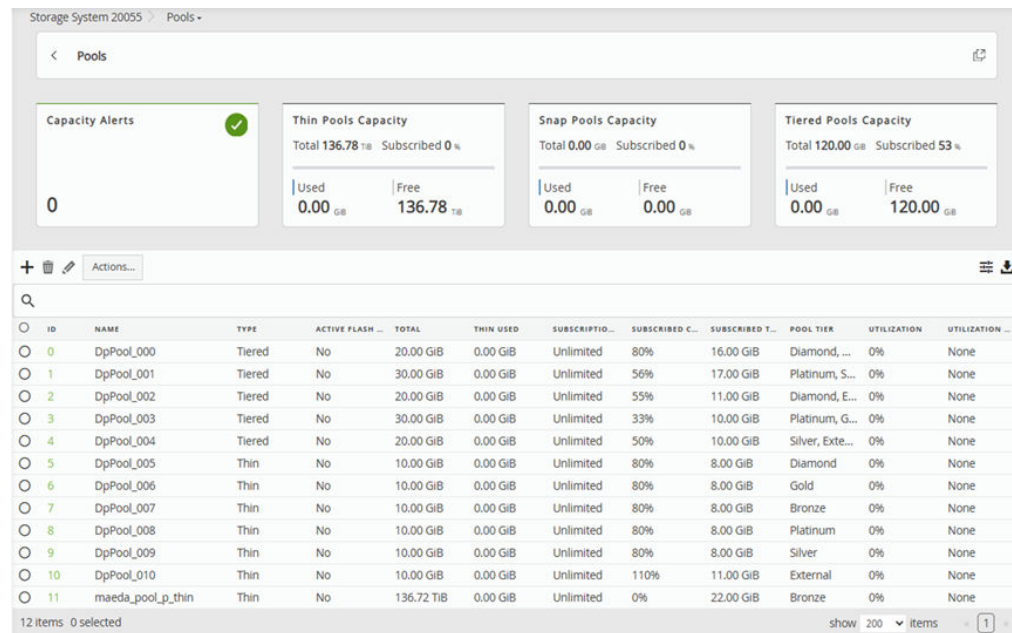 Storage System 20055 Pools
Pools
Capacity Alerts
0
Thin Pools Capacity
Total 136.78 TiB Subscribed 0 %
Used Free
0.00 GiB 136.78 TiB
Snap Pools Capacity
Total 0.00 GiB Subscribed 0 %
Used Free
0.00 GiB 0.00 GiB
Tiered Pools Capacity
Total 120.00 GiB Subscribed 53 %
Used Free
0.00 GiB 120.00 GiB
Actions...
ID NAME TYPE ACTIVE FLASH ... TOTAL THIN USED SUBSCRIPTIO... SUBSCRIBED C... SUBSCRIBED T... POOL TIER UTILIZATION UTILIZATION ...
0 DpPool_000 Tiered No 20.00 GiB 0.00 GiB Unlimited 80% 16.00 GiB Diamond, ... 0% None
1 DpPool_001 Tiered No 30.00 GiB 0.00 GiB Unlimited 56% 17.00 GiB Platinum, S... 0% None
2 DpPool_002 Tiered No 20.00 GiB 0.00 GiB Unlimited 55% 11.00 GiB Diamond, E... 0% None
3 DpPool_003 Tiered No 30.00 GiB 0.00 GiB Unlimited 33% 10.00 GiB Platinum, G... 0% None
4 DpPool_004 Tiered No 20.00 GiB 0.00 GiB Unlimited 50% 10.00 GiB Silver, Exte... 0% None
5 DpPool_005 Thin No 10.00 GiB 0.00 GiB Unlimited 80% 8.00 GiB Diamond 0% None
6 DpPool_006 Thin No 10.00 GiB 0.00 GiB Unlimited 80% 8.00 GiB Gold 0% None
7 DpPool_007 Thin No 10.00 GiB 0.00 GiB Unlimited 80% 8.00 GiB Bronze 0% None
8 DpPool_008 Thin No 10.00 GiB 0.00 GiB Unlimited 80% 8.00 GiB Platinum 0% None
9 DpPool_009 Thin No 10.00 GiB 0.00 GiB Unlimited 80% 8.00 GiB Silver 0% None
10 DpPool_010 Thin No 10.00 GiB 0.00 GiB Unlimited 110% 11.00 GiB External 0% None
11 maeda_pool_p_thin Thin No 136.72 TiB 0.00 GiB Unlimited 0% 22.00 GiB Bronze 0% None
12 items 0 selected show 200 items 1